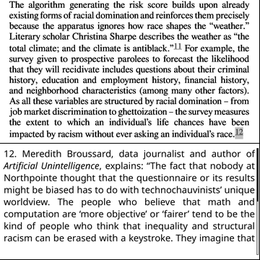 The algorithm generating the risk score builds upon already
existing forms of racial domination and reinforces them precisely
because the apparatus ignores how race shapes the "weather."
Literary scholar Christina Sharpe describes the weather as "the
total climate; and the climate is antiblack."11 For example, the
survey given to prospective parolees to forecast the likelihood
that they will recidivate includes questions about their criminal
history, education and employment history, financial history,
and neighborhood characteristics (among many other factors).
As all these variables are structured by racial domination – from
job market discrimination to ghettoization – the survey measures
the extent to which an individual's life chances have been
impacted by racism without ever asking an individual's race.12
12. Meredith Broussard, data journalist and author of
Artificial Unintelligence, explains: "The fact that nobody at
Northpointe thought that the questionnaire or its results
might be biased has to do with technochauvinists' unique
worldview. The people who believe that math and
computation are 'more objective' or 'fairer' tend to be the
kind of people who think that inequality and structural
racism can be erased with a keystroke. They imagine that